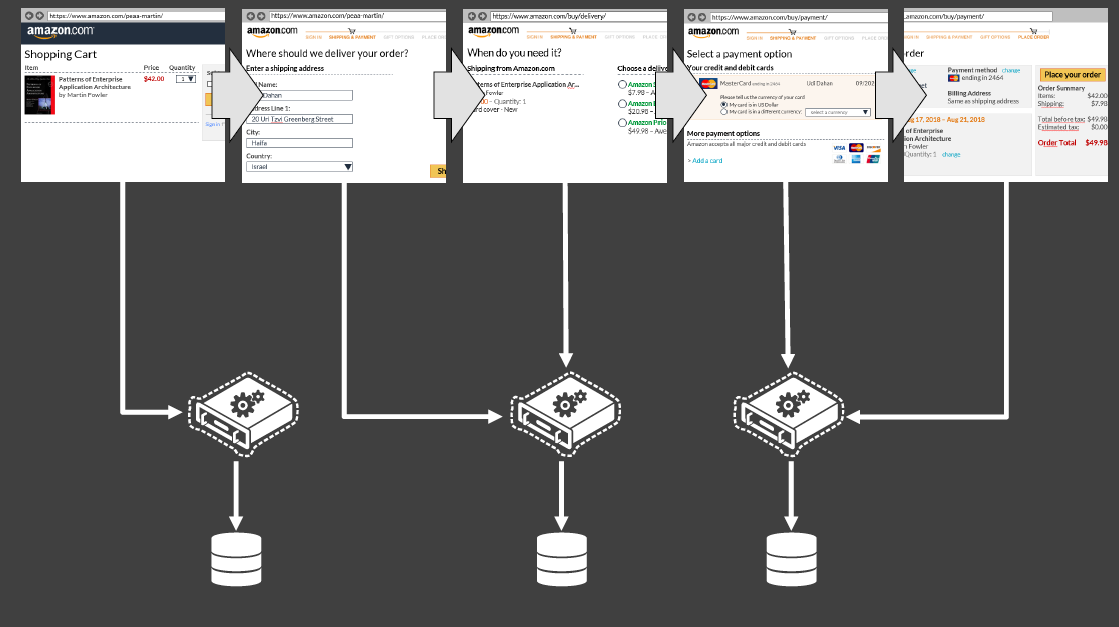 https://www.amazon.com/peaa-martin/
amazon.com
Shopping Cart
Item Price Quantity
Patterns of Enterprise
Application Architecture
by Martin Fowler
$42.00
1
Sign in
https://www.amazon.com/peaa-martin/
amazon.com
SIGN IN SHIPPING & PAYMENT GIFT OPTIONS
Where should we deliver your order?
Enter a shipping address
Name:
Dahan
dress Line 1:
20 Uri Tzvi Greenberg Street
City:
Haifa
Country:
Israel
Sh
https://www.amazon.com/buy/delivery/
amazon.com
SIGN IN SHIPPING & PAYMENT GIFT OPTIONS
When do you need it?
Shipping from Amazon.com
terns of Enterprise Application Ar...
Fowler
00 – Quantity: 1
rd cover - New
Choose a delive
Amazon
$7.98 –
Amazon
$20.98 –
Amazon Prio
$49.98 – Awe
https://www.amazon.com/buy/payment/
amazon.com
SIGN IN SHIPPING & PAYMENT GIFT OPTIONS
Select a payment option
Your credit and debit cards
MasterCard ending in 2464 Udi Dahan 09/202
Please tell us the currency of your card
My card is in US Dollar
My card is in a different currency: select a currency
More payment options
Amazon accepts all major credit and debit cards
VISA
> Add a card
.amazon.com/buy/payment/
SIGN IN SHIPPING & PAYMENT GIFT OPTIONS PLACE ORDER
rder
Payment method change
ending in 2464
Billing Address
Same as shipping address
g 17, 2018 – Aug 21, 2018
of Enterprise
ion Architecture
n Fowler
Quantity: 1 change
Place your order
Order Summary
Items: $42.00
Shipping: $7.98
Total before tax: $49.98
Estimated tax: $0.00
Order Total $49.98